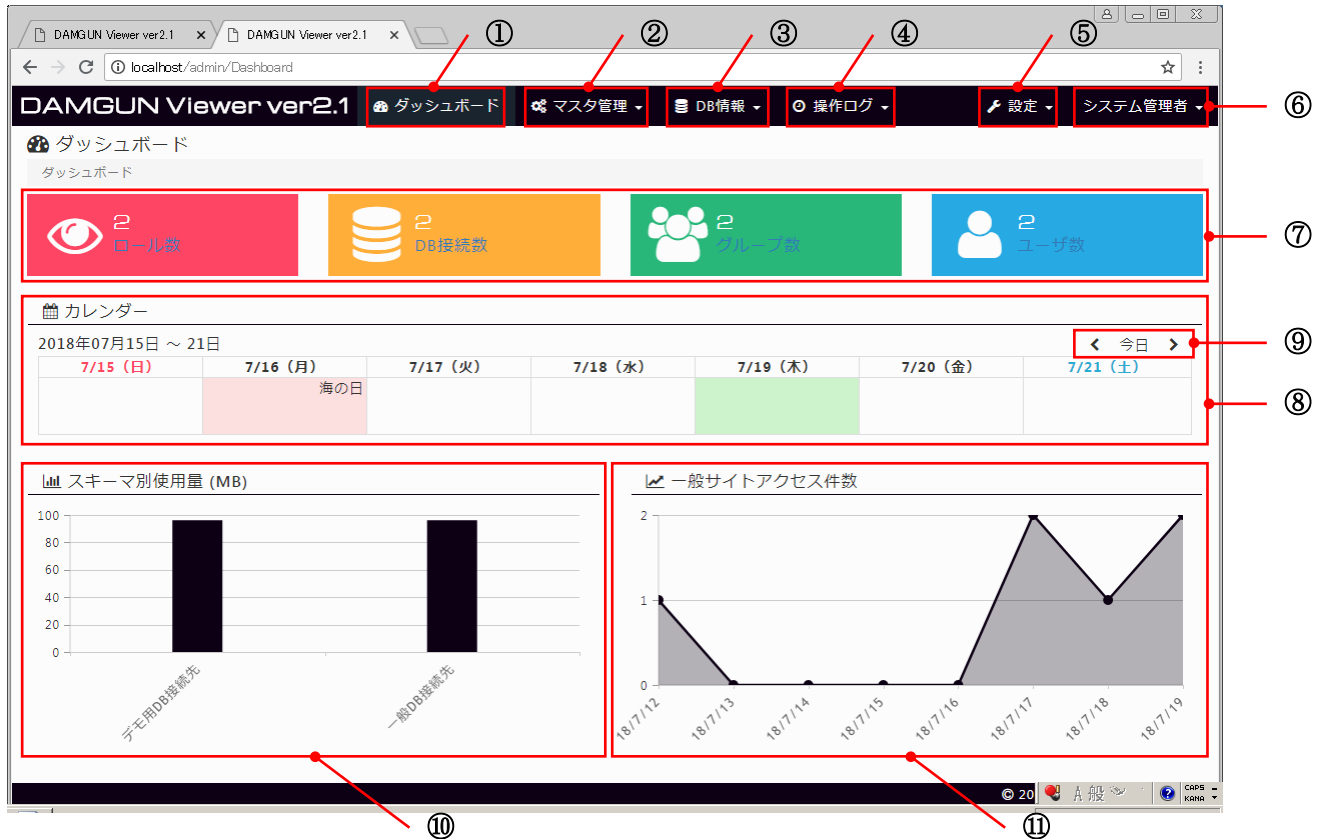 DAMGUN Viewer ver2.1 DAMGUN Viewer ver2.1
① ② ③ ④ ⑤
localhost/admin/Dashboard
DAMGUN Viewer ver2.1 ダッシュボード マスタ管理 DB情報 操作ログ 設定 システム管理者 ⑥
ダッシュボード
ダッシュボード
2 2 2 2
ロール数 DB接続数 グループ数 ユーザ数 ⑦
カレンダー
2018年07月15日 ～ 21日 今日 ⑨
7/15（日） 7/16（月） 7/17（火） 7/18（水） 7/19（木） 7/20（金） 7/21（土）
海の日
⑧
スキーマ別使用量 (MB)
100
80
60
40
20
0
デモ用DB接続先 一般DB接続先
一般サイトアクセス件数
2
1
0
18/7/12 18/7/13 18/7/14 18/7/15 18/7/16 18/7/17 18/7/18 18/7/19
© 20 A 般 CAPS
KANA
⑩ ⑪